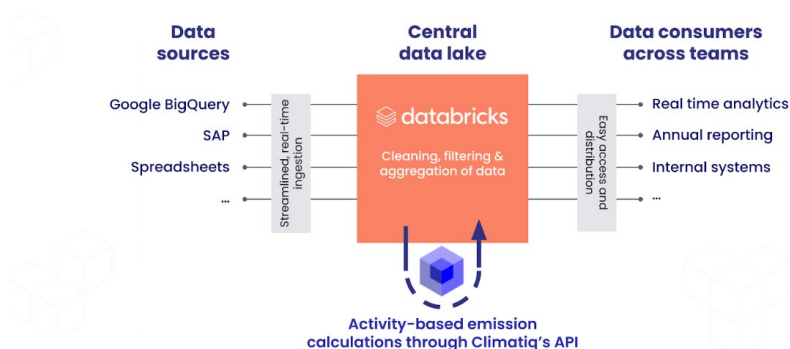 Data
sources
Central
data lake
Data consumers
across teams
Google BigQuery
SAP
Spreadsheets
...
Streamlined, real-time
ingestion
databricks
Cleaning, filtering &
aggregation of data
Easy access and
distribution
Real time analytics
Annual reporting
Internal systems
...
Activity-based emission
calculations through Climatiq's API